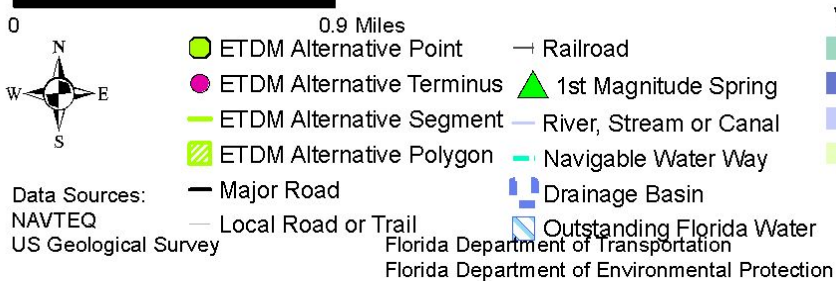 0 0.9 Miles
N
W E
S
ETDM Alternative Point
ETDM Alternative Terminus
ETDM Alternative Segment
ETDM Alternative Polygon
Major Road
Local Road or Trail
Railroad
1st Magnitude Spring
River, Stream or Canal
Navigable Water Way
Drainage Basin
Outstanding Florida Water
Data Sources:
NAVTEQ
US Geological Survey
Florida Department of Transportation
Florida Department of Environmental Protection